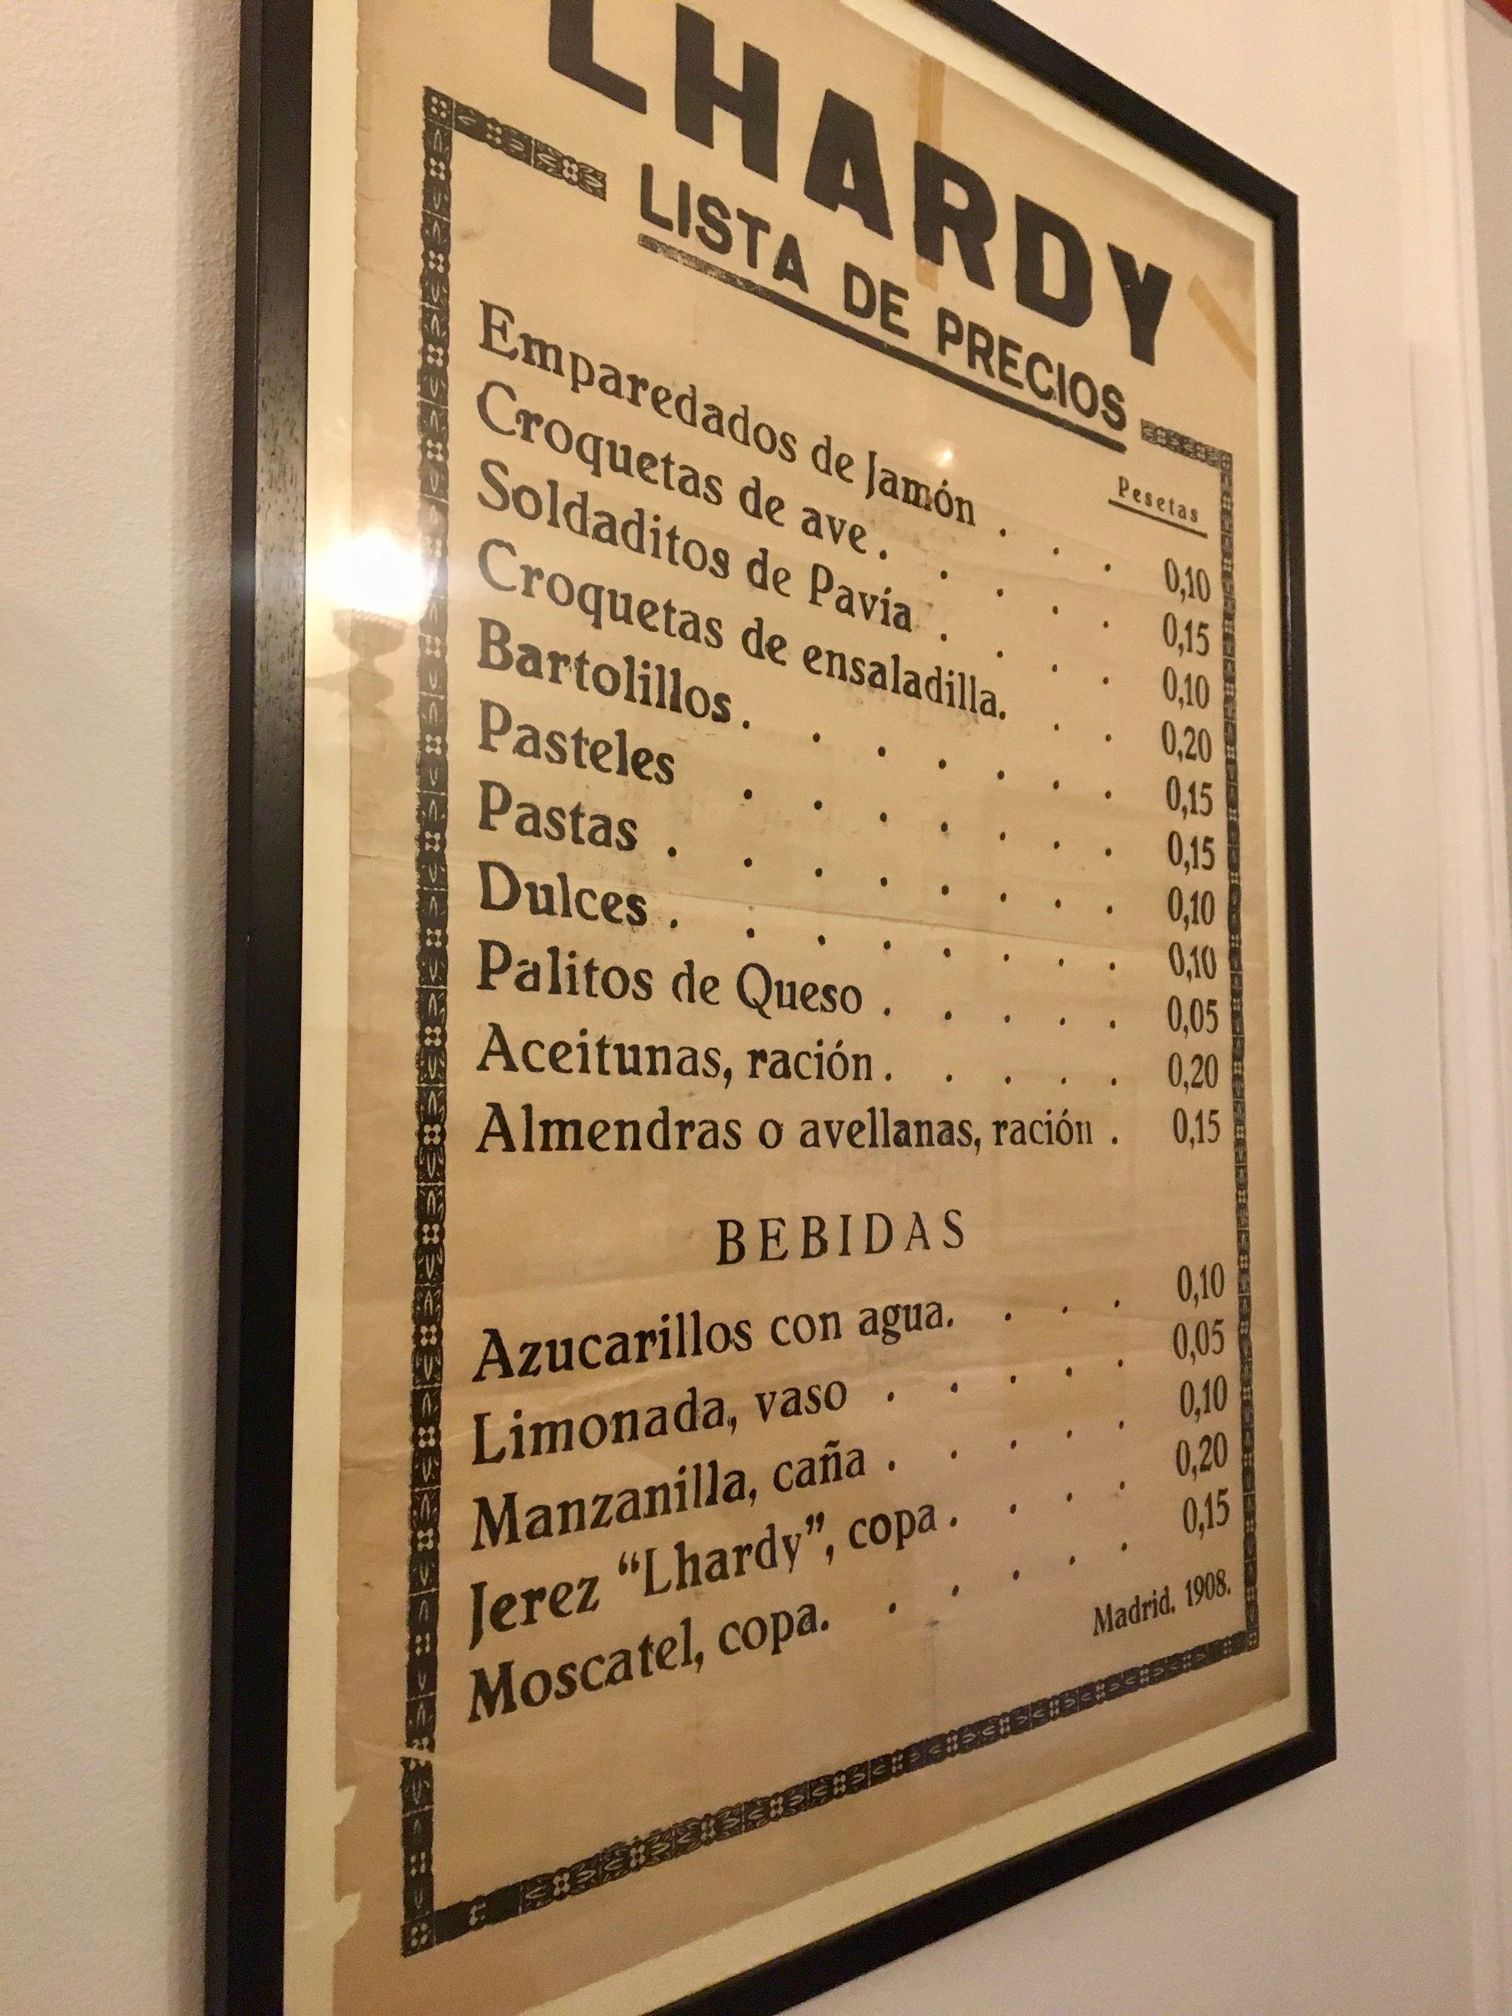 LHARDY
LISTA DE PRECIOS
Pesetas
Emparedados de Jamón . . . 0,10
Croquetas de ave . . . . . 0,15
Soldaditos de Pavía . . . . 0,10
Croquetas de ensaladilla. . . 0,20
Bartolillos . . . . . . . 0,15
Pasteles . . . . . . . 0,15
Pastas . . . . . . . . 0,10
Dulces . . . . . . . . 0,10
Palitos de Queso . . . . . 0,05
Aceitunas, ración . . . . . 0,20
Almendras o avellanas, ración . 0,15
BEBIDAS
Azucarillos con agua. . . . 0,10
Limonada, vaso . . . . . 0,05
Manzanilla, caña . . . . . 0,10
Jerez “Lhardy”, copa . . . . 0,20
Moscatel, copa. . . . . . 0,15
Madrid, 1908.